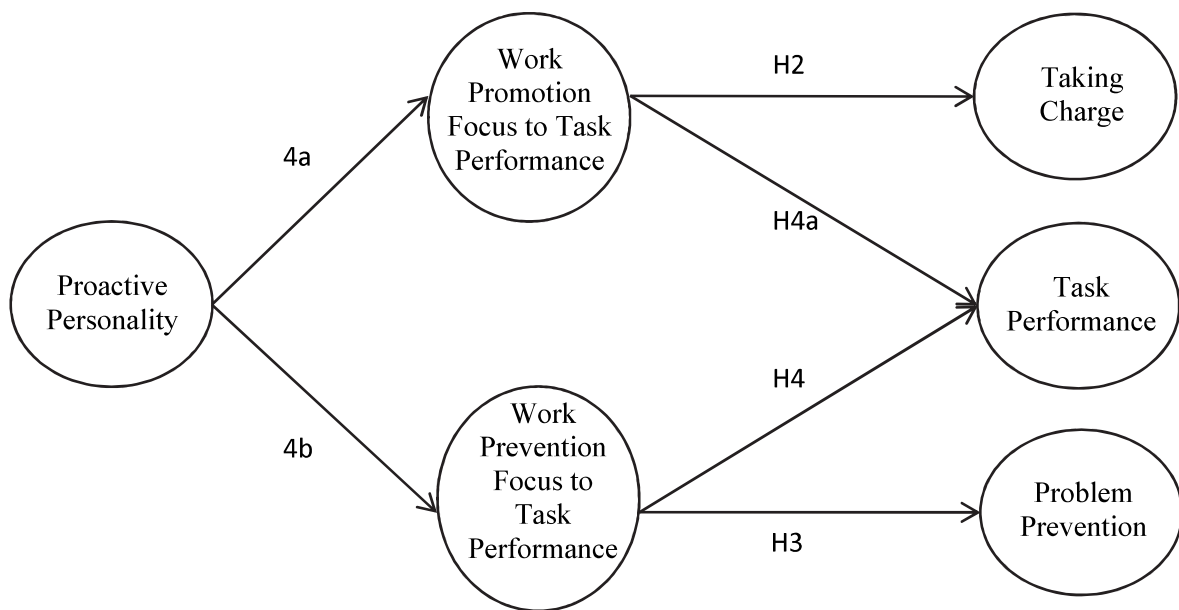 Work
Promotion
Focus to Task
Performance
H2
Taking
Charge
4a
H4a
Proactive
Personality
Task
Performance
4b
H4
Work
Prevention
Focus to
Task
Performance
H3
Problem
Prevention